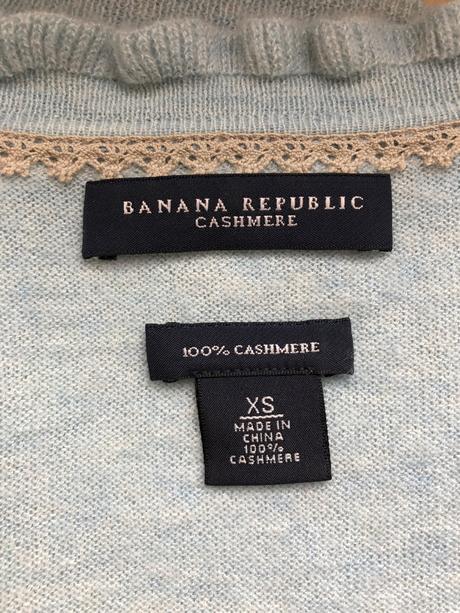 BANANA REPUBLIC
CASHMERE
100% CASHMERE
XS
MADE IN
CHINA
100%
CASHMERE